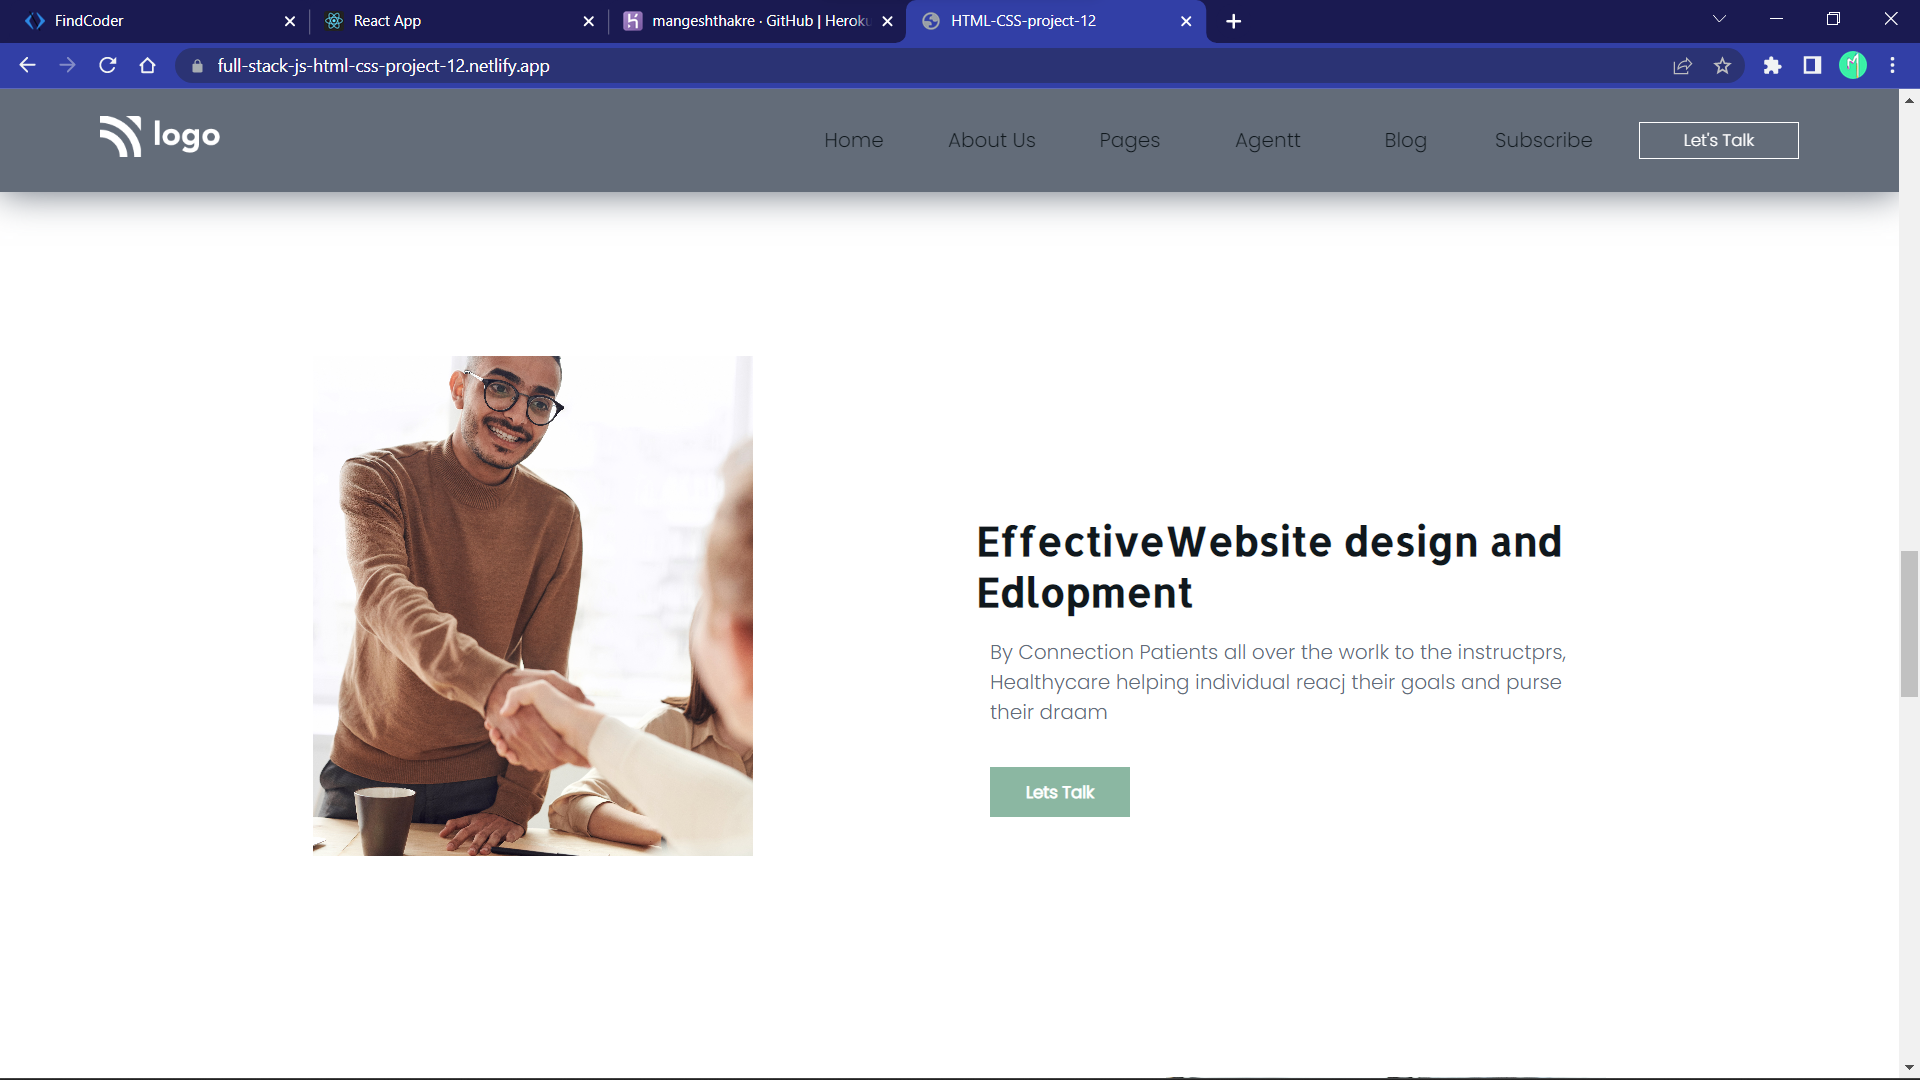 FindCoder
React App
mangeshthakre · GitHub | Heroku
HTML-CSS-project-12
full-stack-js-html-css-project-12.netlify.app
logo
Home
About Us
Pages
Agentt
Blog
Subscribe
Let's Talk
EffectiveWebsite design and
Edlopment
By Connection Patients all over the worlk to the instructprs,
Healthycare helping individual reacj their goals and purse
their draam
Lets Talk